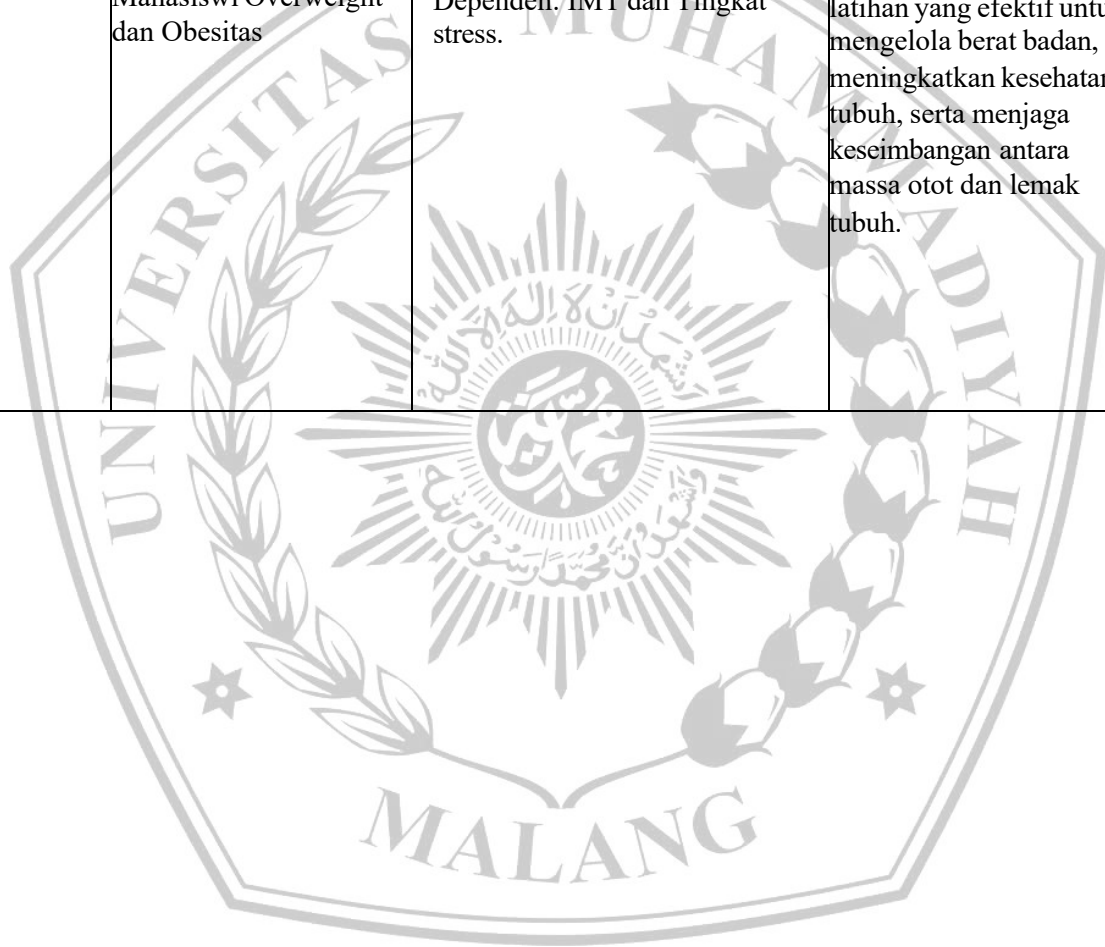 Mahasiswi Overweight
dan Obesitas
Dependen: IMT dan Tingkat
stress.
latihan yang efektif untu
mengelola berat badan,
meningkatkan kesehatan
tubuh, serta menjaga
keseimbangan antara
massa otot dan lemak
tubuh.
UNIVERSITAS MUHAMMADIYAH
MALANG